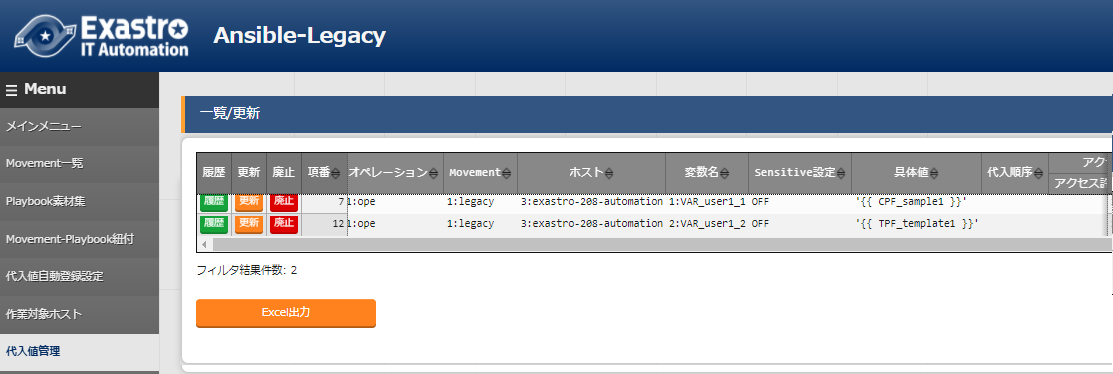 Exastro
IT Automation
Ansible-Legacy
Menu
メインメニュー
Movement一覧
Playbook素材集
Movement-Playbook紐付
代入値自動登録設定
作業対象ホスト
代入値管理
一覧/更新
履歴 更新 廃止 項番 オペレーション Movement ホスト 変数名 Sensitive設定 具体値 代入順序 アク
アクセス許
履歴 更新 廃止 7 1:ope 1:legacy 3:exastro-208-automation 1:VAR_user1_1 OFF '{{ CPF_sample1 }}'
履歴 更新 廃止 12 1:ope 1:legacy 3:exastro-208-automation 2:VAR_user1_2 OFF '{{ TPF_template1 }}'
フィルタ結果件数: 2
Excel出力